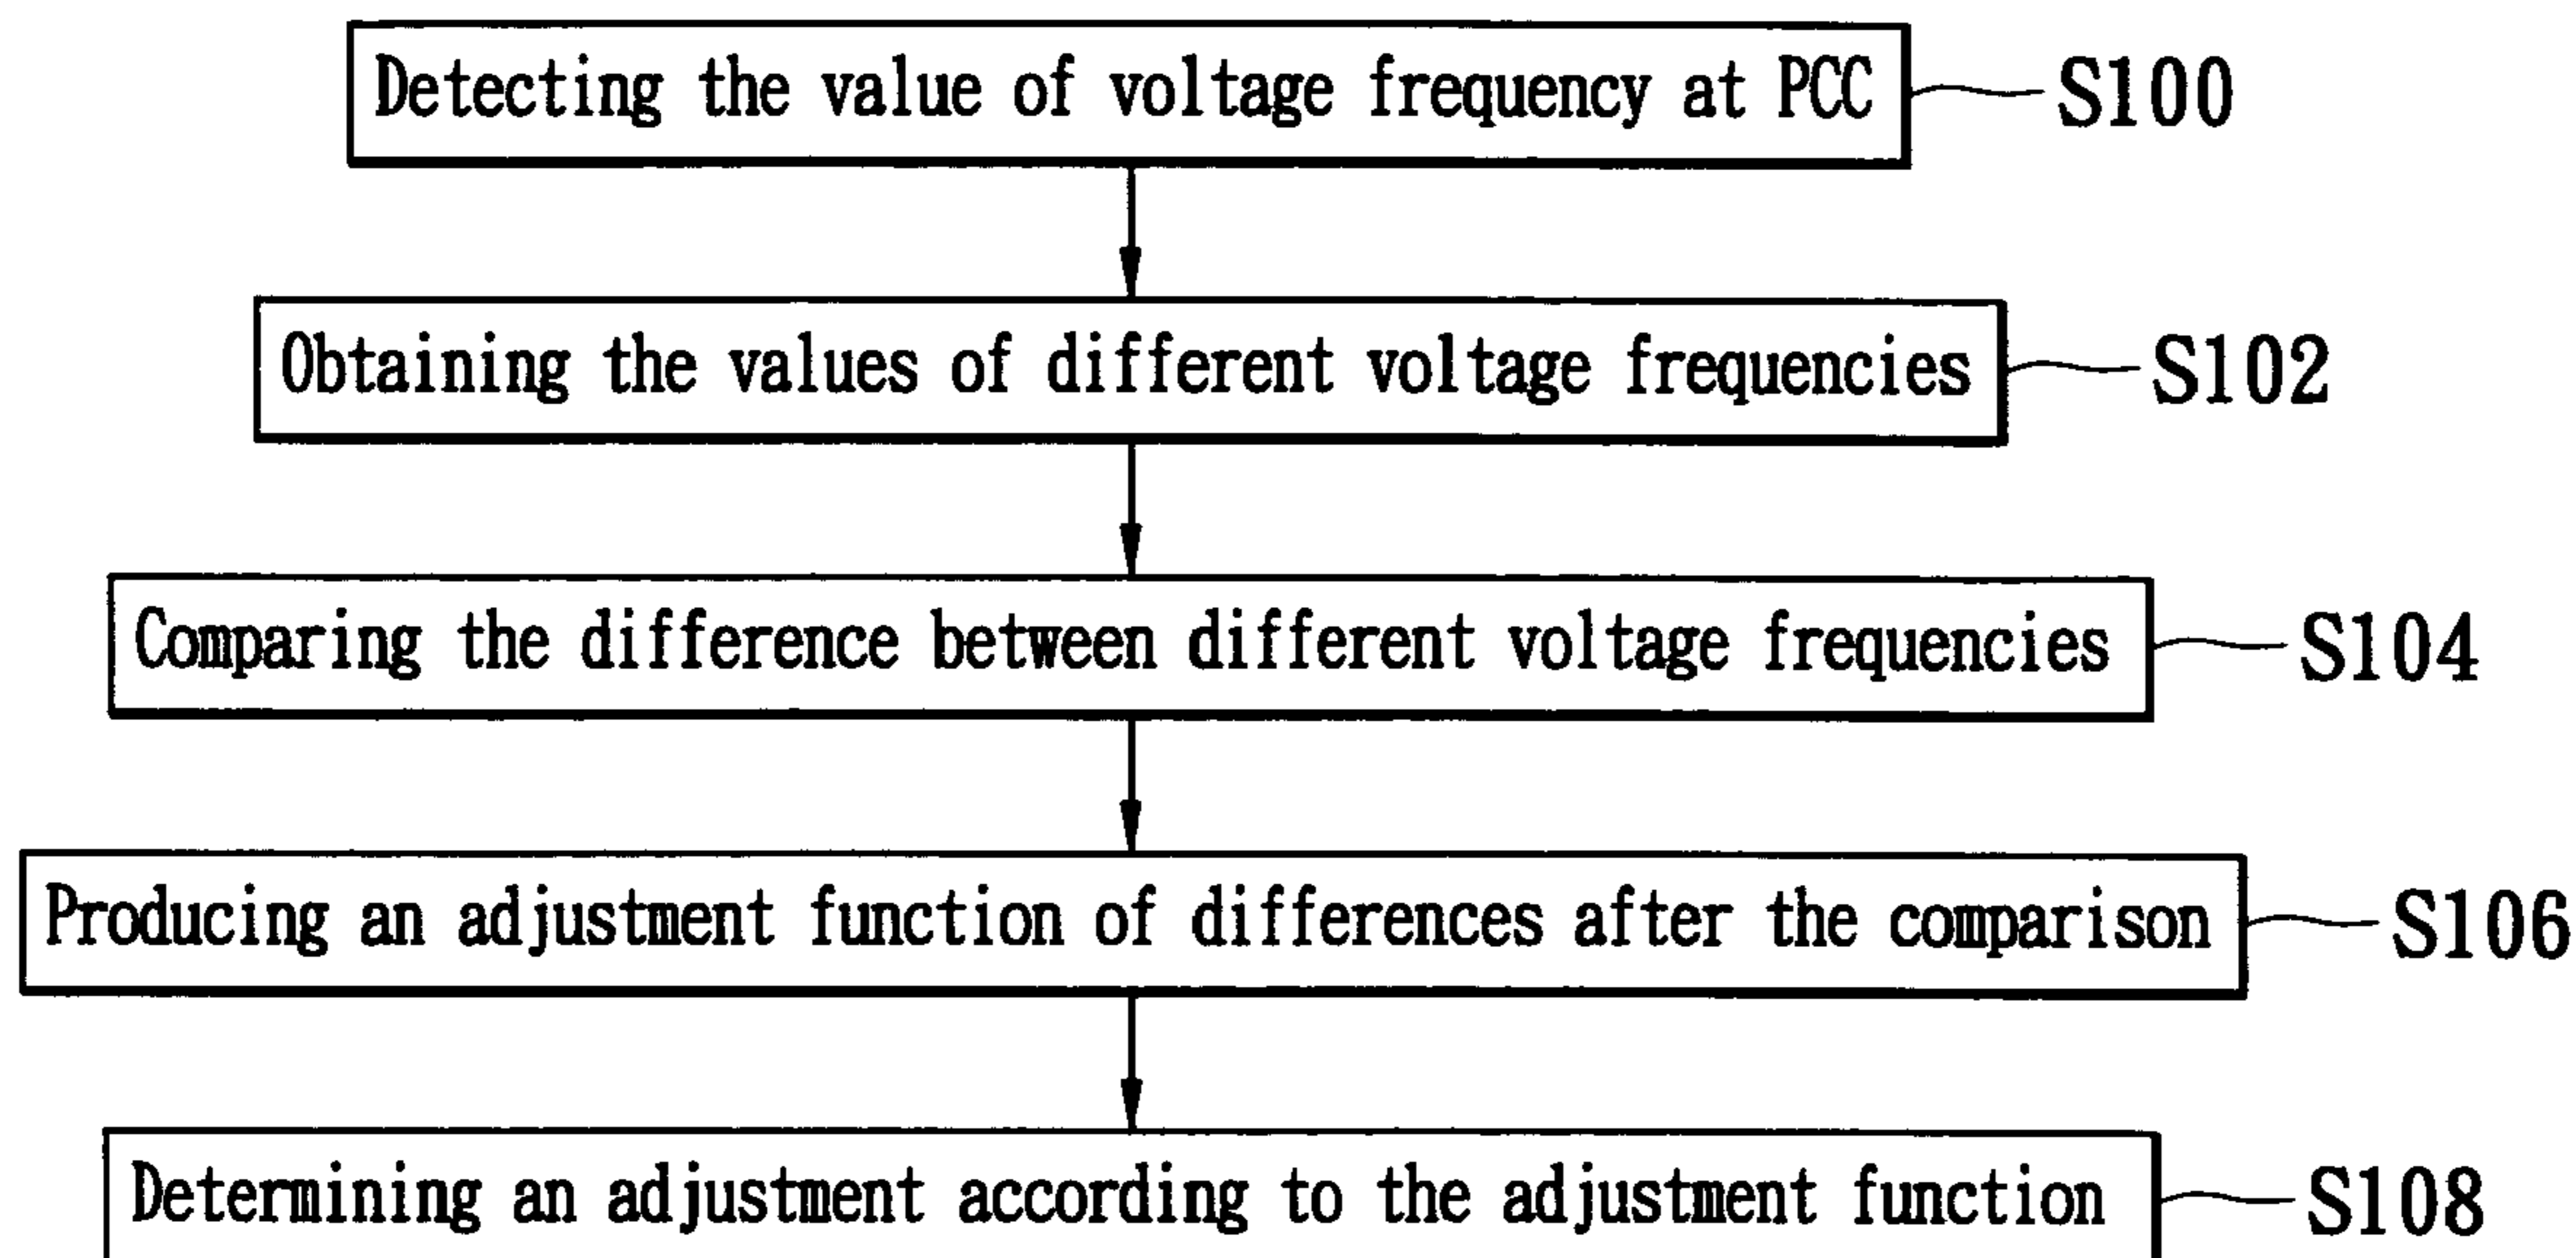 Detecting the value of voltage frequency at PCC S100
Obtaining the values of different voltage frequencies S102
Comparing the difference between different voltage frequencies S104
Producing an adjustment function of differences after the comparison S106
Determining an adjustment according to the adjustment function S108